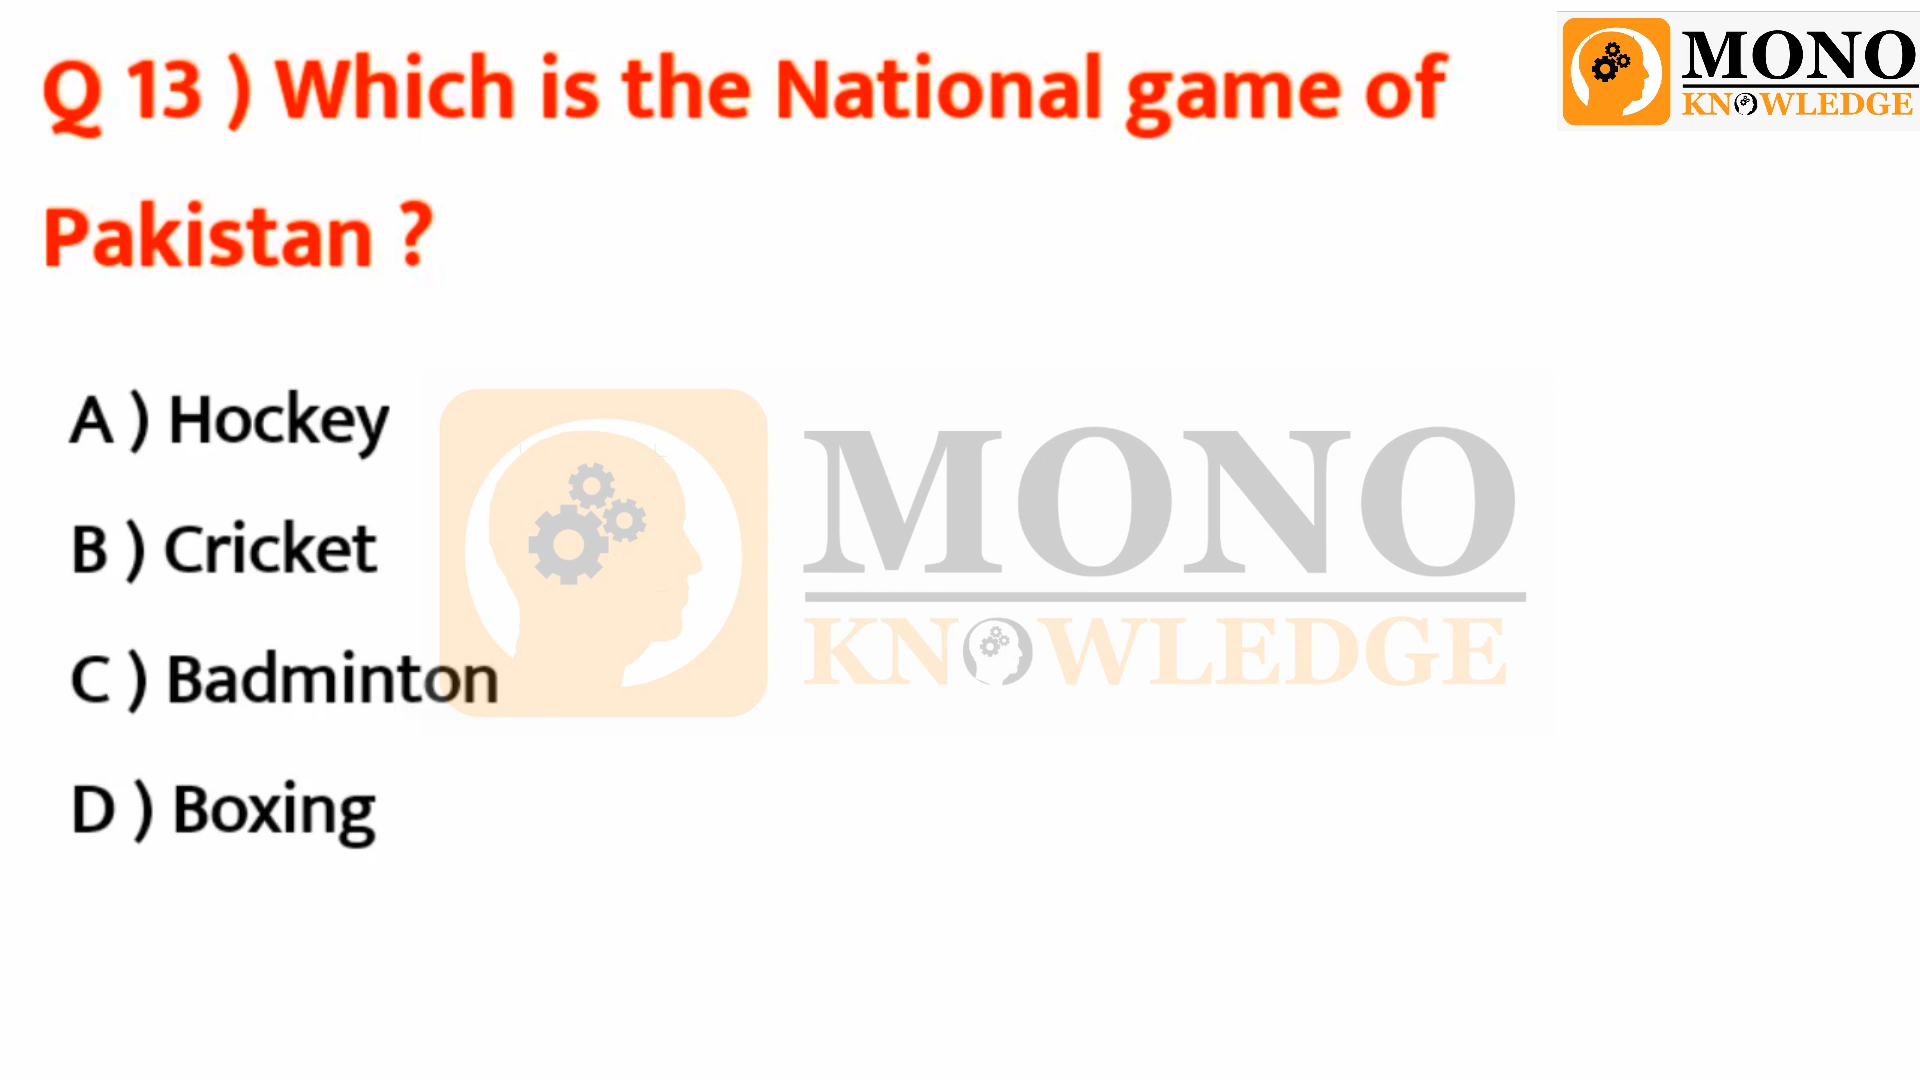 Q 13 ) Which is the National game of
Pakistan ?
MONO
KNOWLEDGE
A ) Hockey
B ) Cricket
C ) Badminton
D ) Boxing
MONO
KNOWLEDGE